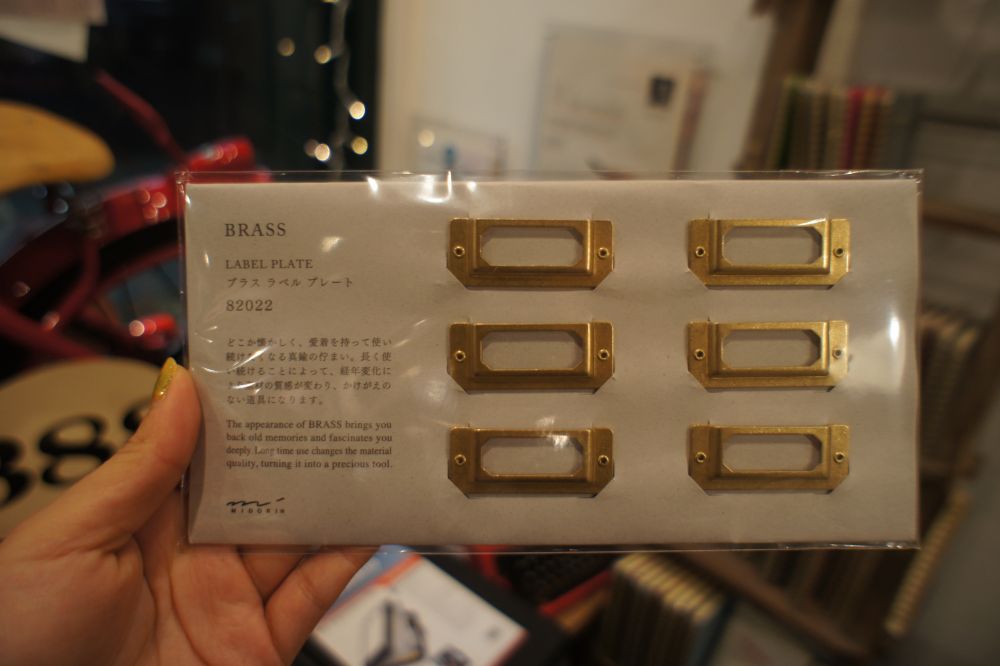 BRASS
LABEL PLATE
ブラス ラベル プレート
82022
どこか懐かしく、愛着を持って使い
続けたくなる真鍮の佇まい。長く使
い続けることによって、経年変化に
の質感が変わり、かけがえの
ない道具になります。
The appearance of BRASS brings you
back old memories and fascinates you
deeply. Long time use changes the material
quality, turning it into a precious tool.
MIDORI
88